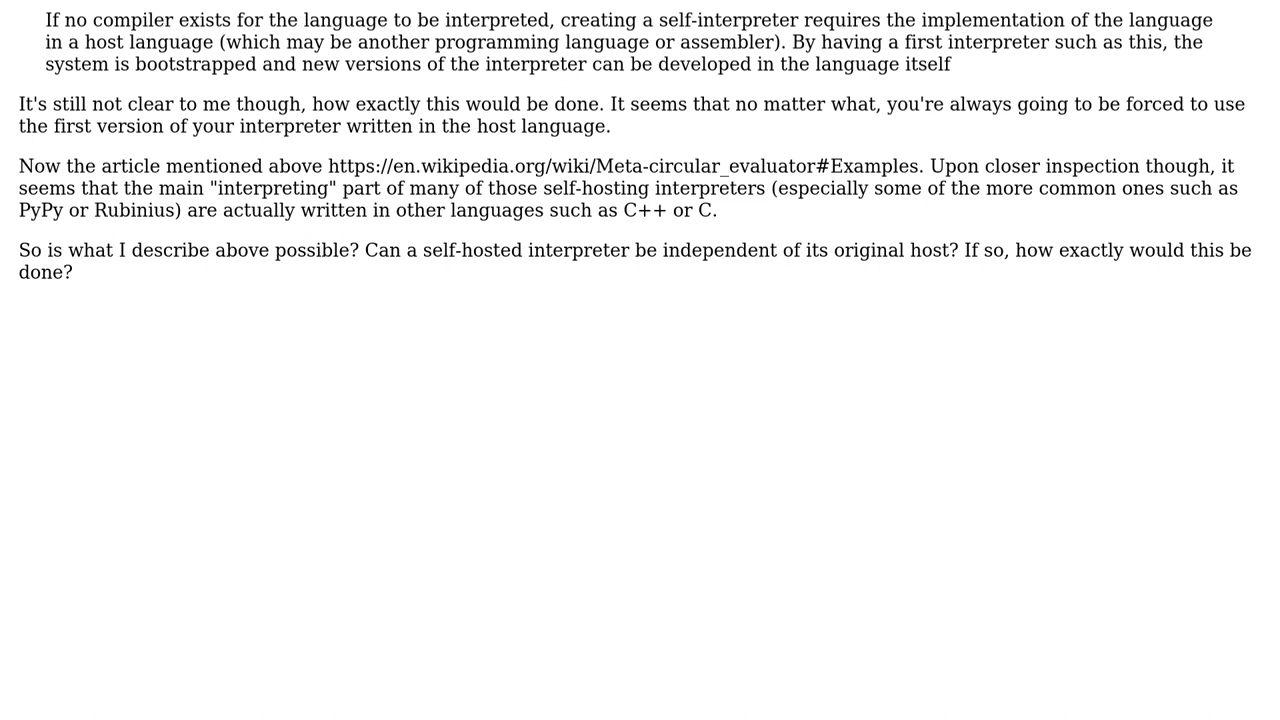 If no compiler exists for the language to be interpreted, creating a self-interpreter requires the implementation of the language
in a host language (which may be another programming language or assembler). By having a first interpreter such as this, the
system is bootstrapped and new versions of the interpreter can be developed in the language itself
It's still not clear to me though, how exactly this would be done. It seems that no matter what, you're always going to be forced to use
the first version of your interpreter written in the host language.
Now the article mentioned above https://en.wikipedia.org/wiki/Meta-circular_evaluator#Examples. Upon closer inspection though, it
seems that the main "interpreting" part of many of those self-hosting interpreters (especially some of the more common ones such as
PyPy or Rubinius) are actually written in other languages such as C++ or C.
So is what I describe above possible? Can a self-hosted interpreter be independent of its original host? If so, how exactly would this be
done?